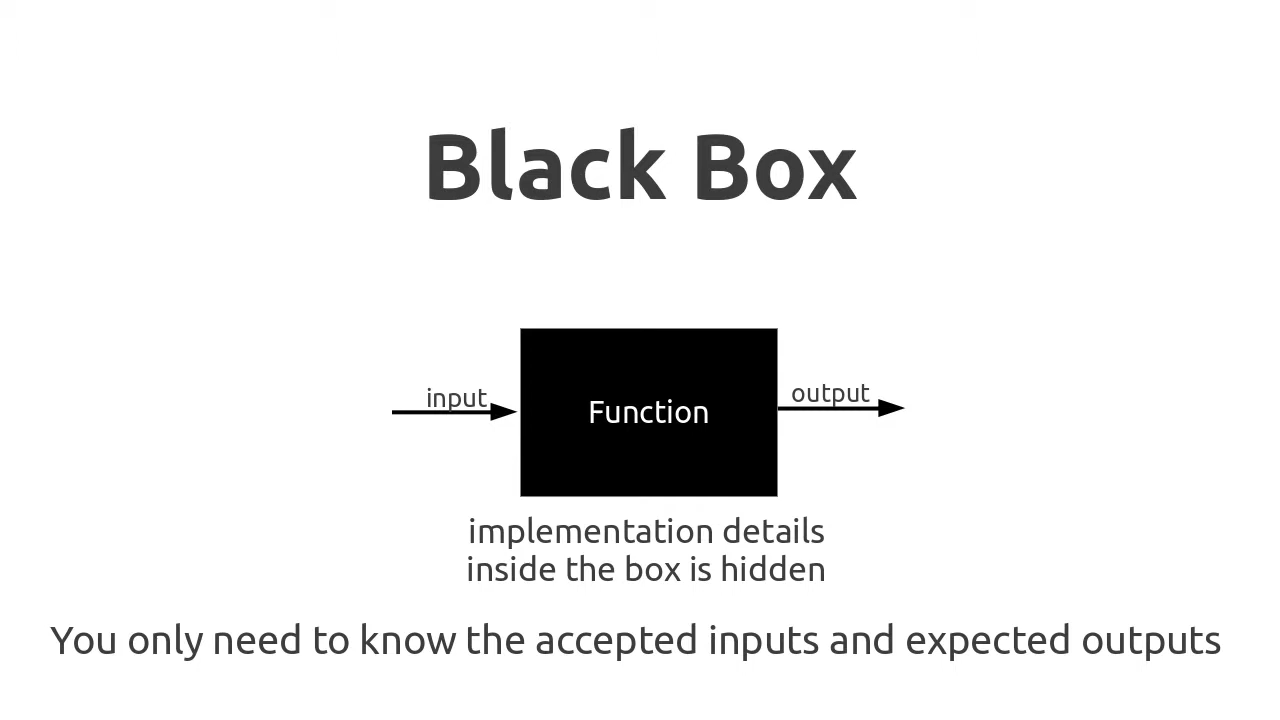 Black Box
input
Function
output
implementation details
inside the box is hidden
You only need to know the accepted inputs and expected outputs